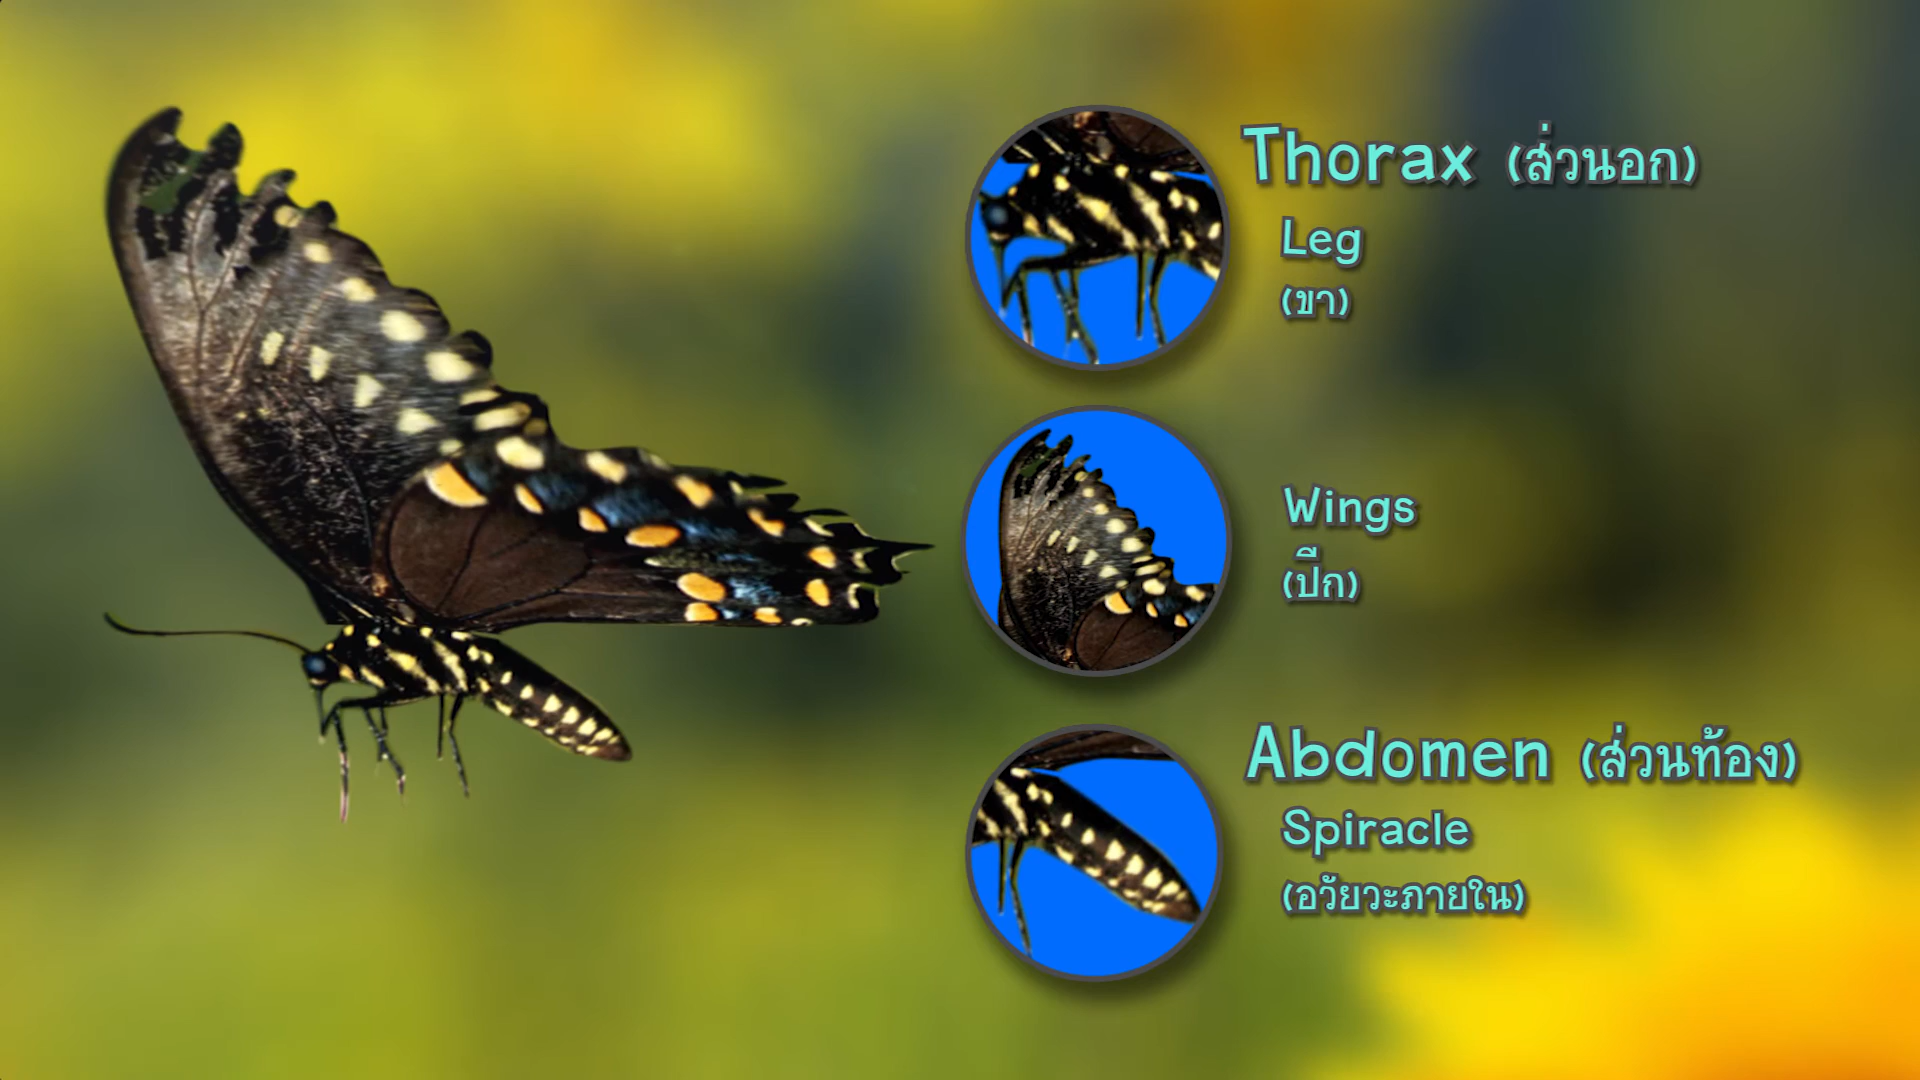 Thorax (ส่วนอก)
Leg
(ขา)
Wings
(ปีก)
Abdomen (ส่วนท้อง)
Spiracle
(อวัยวะภายใน)